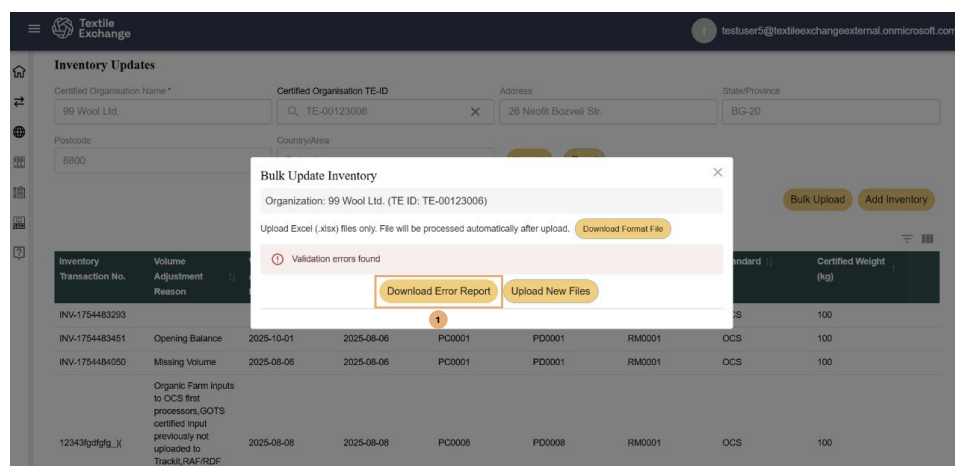 Textile
Exchange
testuser5@textileexchangeexternal.onmicrosoft.com
Inventory Updates
Certified Organisation Name *
Certified Organisation TE-ID
Address
State/Province
99 Wool Ltd.
TE-00123006
26 Neofit Bozveli Str.
BG-20
Postcode
Country/Area
8800
Bulk Update Inventory
Organization: 99 Wool Ltd. (TE ID: TE-00123006)
Upload Excel (.xlsx) files only. File will be processed automatically after upload.
Download Format File
Validation errors found
Download Error Report
Upload New Files
1
Bulk Upload
Add Inventory
Inventory
Transaction No.
Volume
Adjustment
Reason
Certified Weight
(kg)
INV-1754483293
100
INV-1754483451 Opening Balance 2025-10-01 2025-08-06 PC0001 PD0001 RM0001 OCS 100
INV-1754484050 Missing Volume 2025-08-06 2025-08-06 PC0001 PD0001 RM0001 OCS 100
Organic Farm Inputs
to OCS first
processors,GOTS
certified input
previously not
uploaded to
Trackit,RAF/RDF
12343fgdfgfg_)( 2025-08-08 2025-08-08 PC0006 PD0008 RM0001 OCS 100